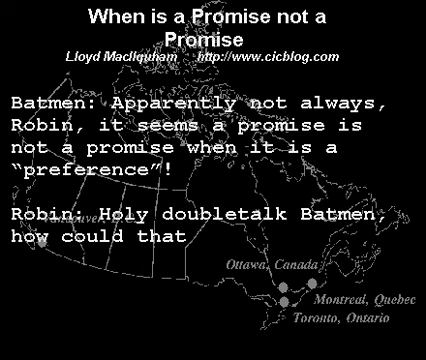 When is a Promise not a
Promise
Lloyd MacIlquham http://www.cicblog.com
Batmen: Apparently not always,
Robin, it seems a promise is
not a promise when it is a
“preference”!
Robin: Holy doubletalk Batmen,
how could that
Vancouver, B.C.
Ottawa, Canada
Montreal, Quebec
Toronto, Ontario